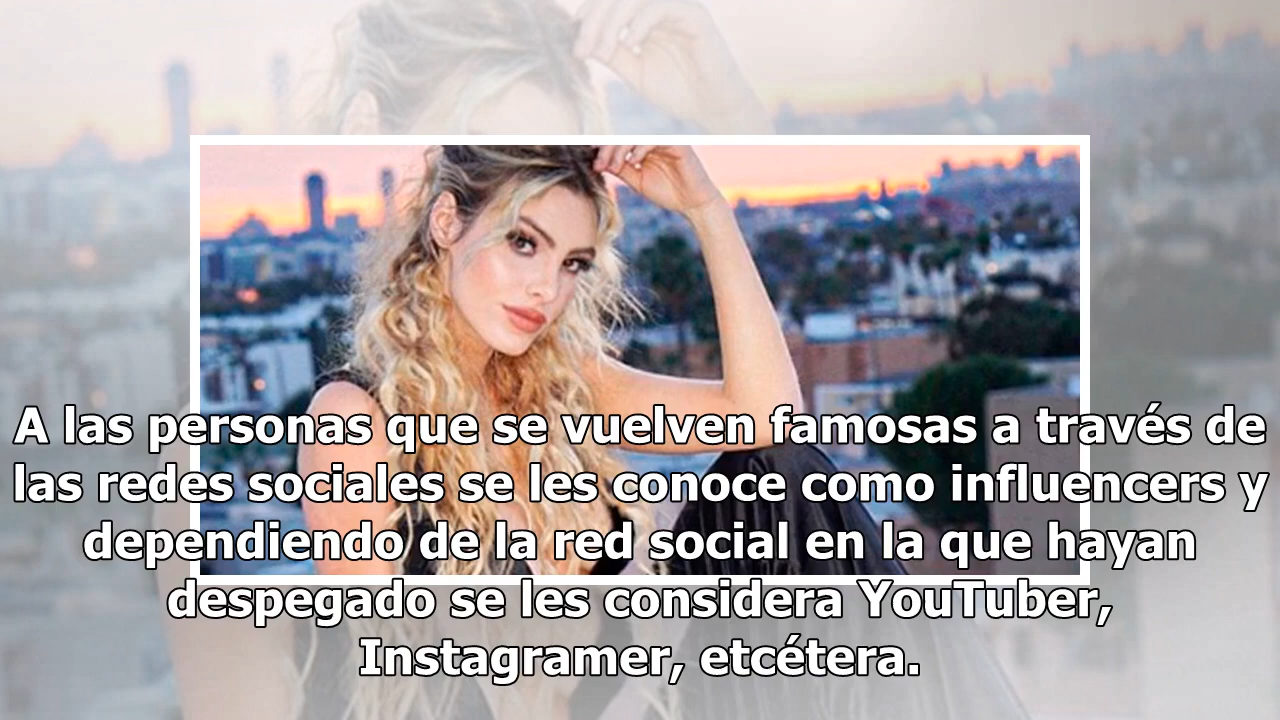 A las personas que se vuelven famosas a través de
las redes sociales se les conoce como influencers y
dependiendo de la red social en la que hayan
despegado se les considera YouTuber,
Instagramer, etcétera.